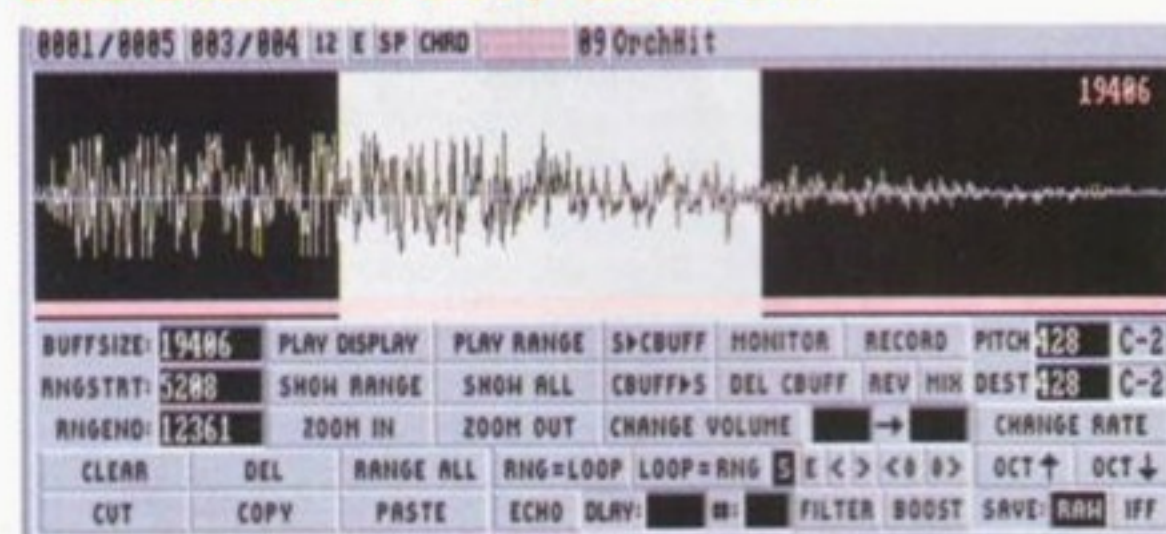 0001/0005 003/004 12 E SP CHRD 09 OrchHit
19406
BUFFSIZE: 19406 PLAY DISPLAY PLAY RANGE S▸CBUFF MONITOR RECORD PITCH 428 C-2
RNGSTRT: 5208 SHOW RANGE SHOW ALL CBUFF▸S DEL CBUFF REV MIX DEST 428 C-2
RNGEND: 12361 ZOOM IN ZOOM OUT CHANGE VOLUME → CHANGE RATE
CLEAR DEL RANGE ALL RNG=LOOP LOOP=RNG S E < > <0 0> OCT↑ OCT↓
CUT COPY PASTE ECHO DLAY: #: FILTER BOOST SAVE: RAW IFF